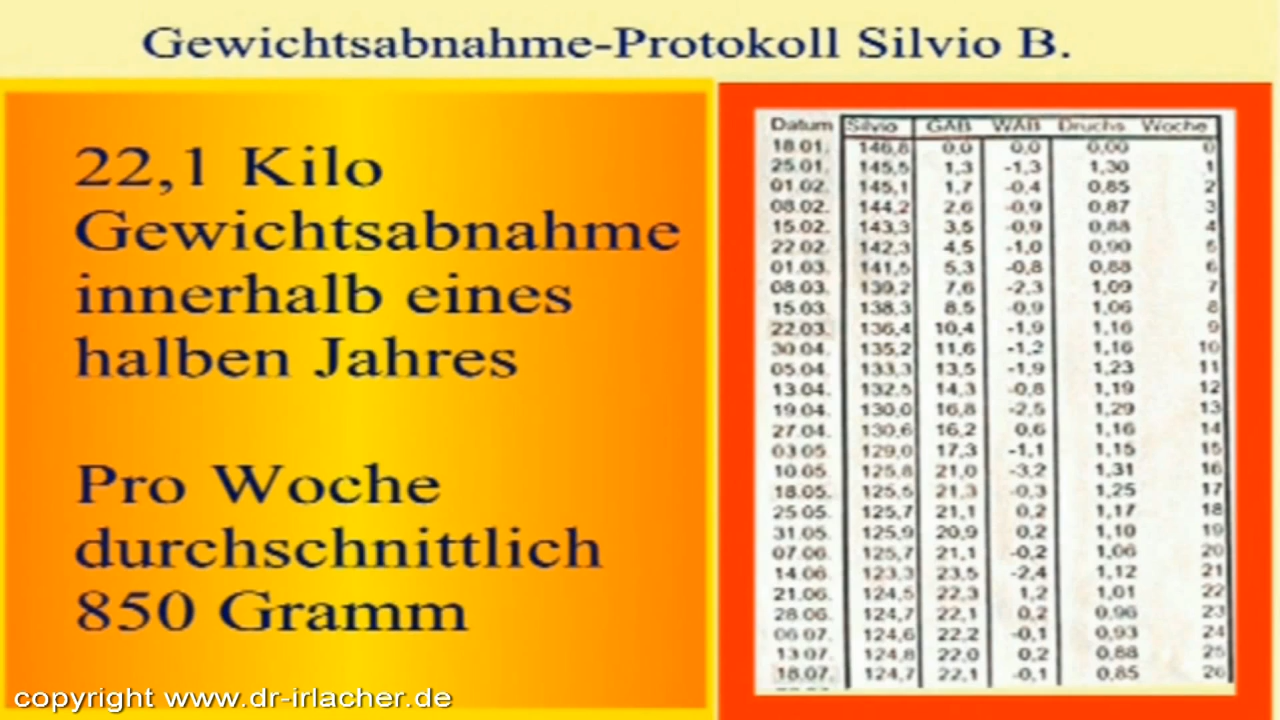 Gewichtsabnahme-Protokoll Silvio B.
22,1 Kilo
Gewichtsabnahme
innerhalb eines
halben Jahres
Pro Woche
durchschnittlich
850 Gramm
Datum Silvio GAB WAB Druchs Woche
18.01. 146,8 0,0 0,0 0,00 0
25.01. 145,5 1,3 -1,3 1,30 1
01.02. 145,1 1,7 -0,4 0,85 2
08.02. 144,2 2,6 -0,9 0,87 3
15.02. 143,3 3,5 -0,9 0,88 4
22.02. 142,3 4,5 -1,0 0,90 5
01.03. 141,5 5,3 -0,8 0,88 6
08.03. 139,2 7,6 -2,3 1,09 7
15.03. 138,3 8,5 -0,9 1,06 8
22.03. 136,4 10,4 -1,9 1,16 9
30.04. 135,2 11,6 -1,2 1,16 10
05.04. 133,3 13,5 -1,9 1,23 11
13.04. 132,5 14,3 -0,8 1,19 12
19.04. 130,0 16,8 -2,5 1,29 13
27.04. 130,6 16,2 0,6 1,16 14
03.05. 129,0 17,3 -1,1 1,15 15
10.05. 125,8 21,0 -3,2 1,31 16
18.05. 125,5 21,3 -0,3 1,25 17
25.05. 125,7 21,1 0,2 1,17 18
31.05. 125,9 20,9 0,2 1,10 19
07.06. 125,7 21,1 -0,2 1,06 20
14.06. 123,3 23,5 -2,4 1,12 21
21.06. 124,5 22,3 1,2 1,01 22
28.06. 124,7 22,1 0,2 0,96 23
06.07. 124,6 22,2 -0,1 0,93 24
13.07. 124,8 22,0 0,2 0,88 25
18.07. 124,7 22,1 -0,1 0,85 26
copyright www.dr-irlacher.de